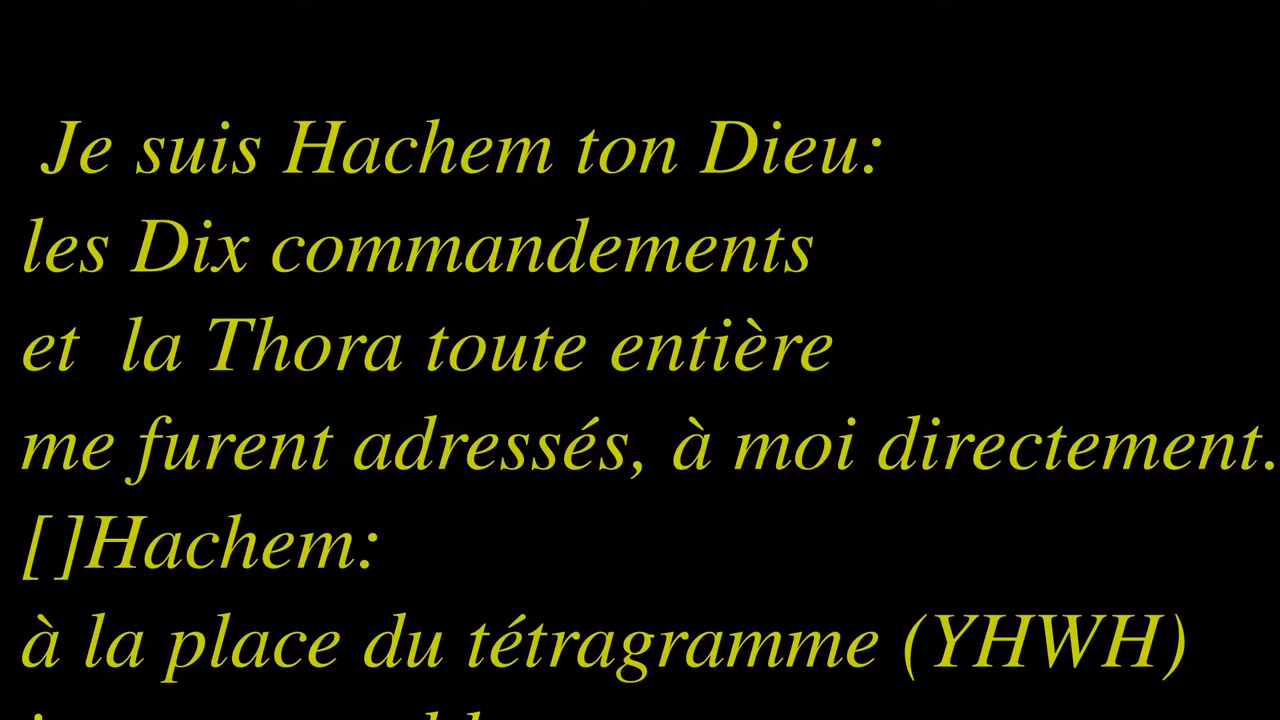 Je suis Hachem ton Dieu:
les Dix commandements
et la Thora toute entière
me furent adressés, à moi directement.
[]Hachem:
à la place du tétragramme (YHWH)